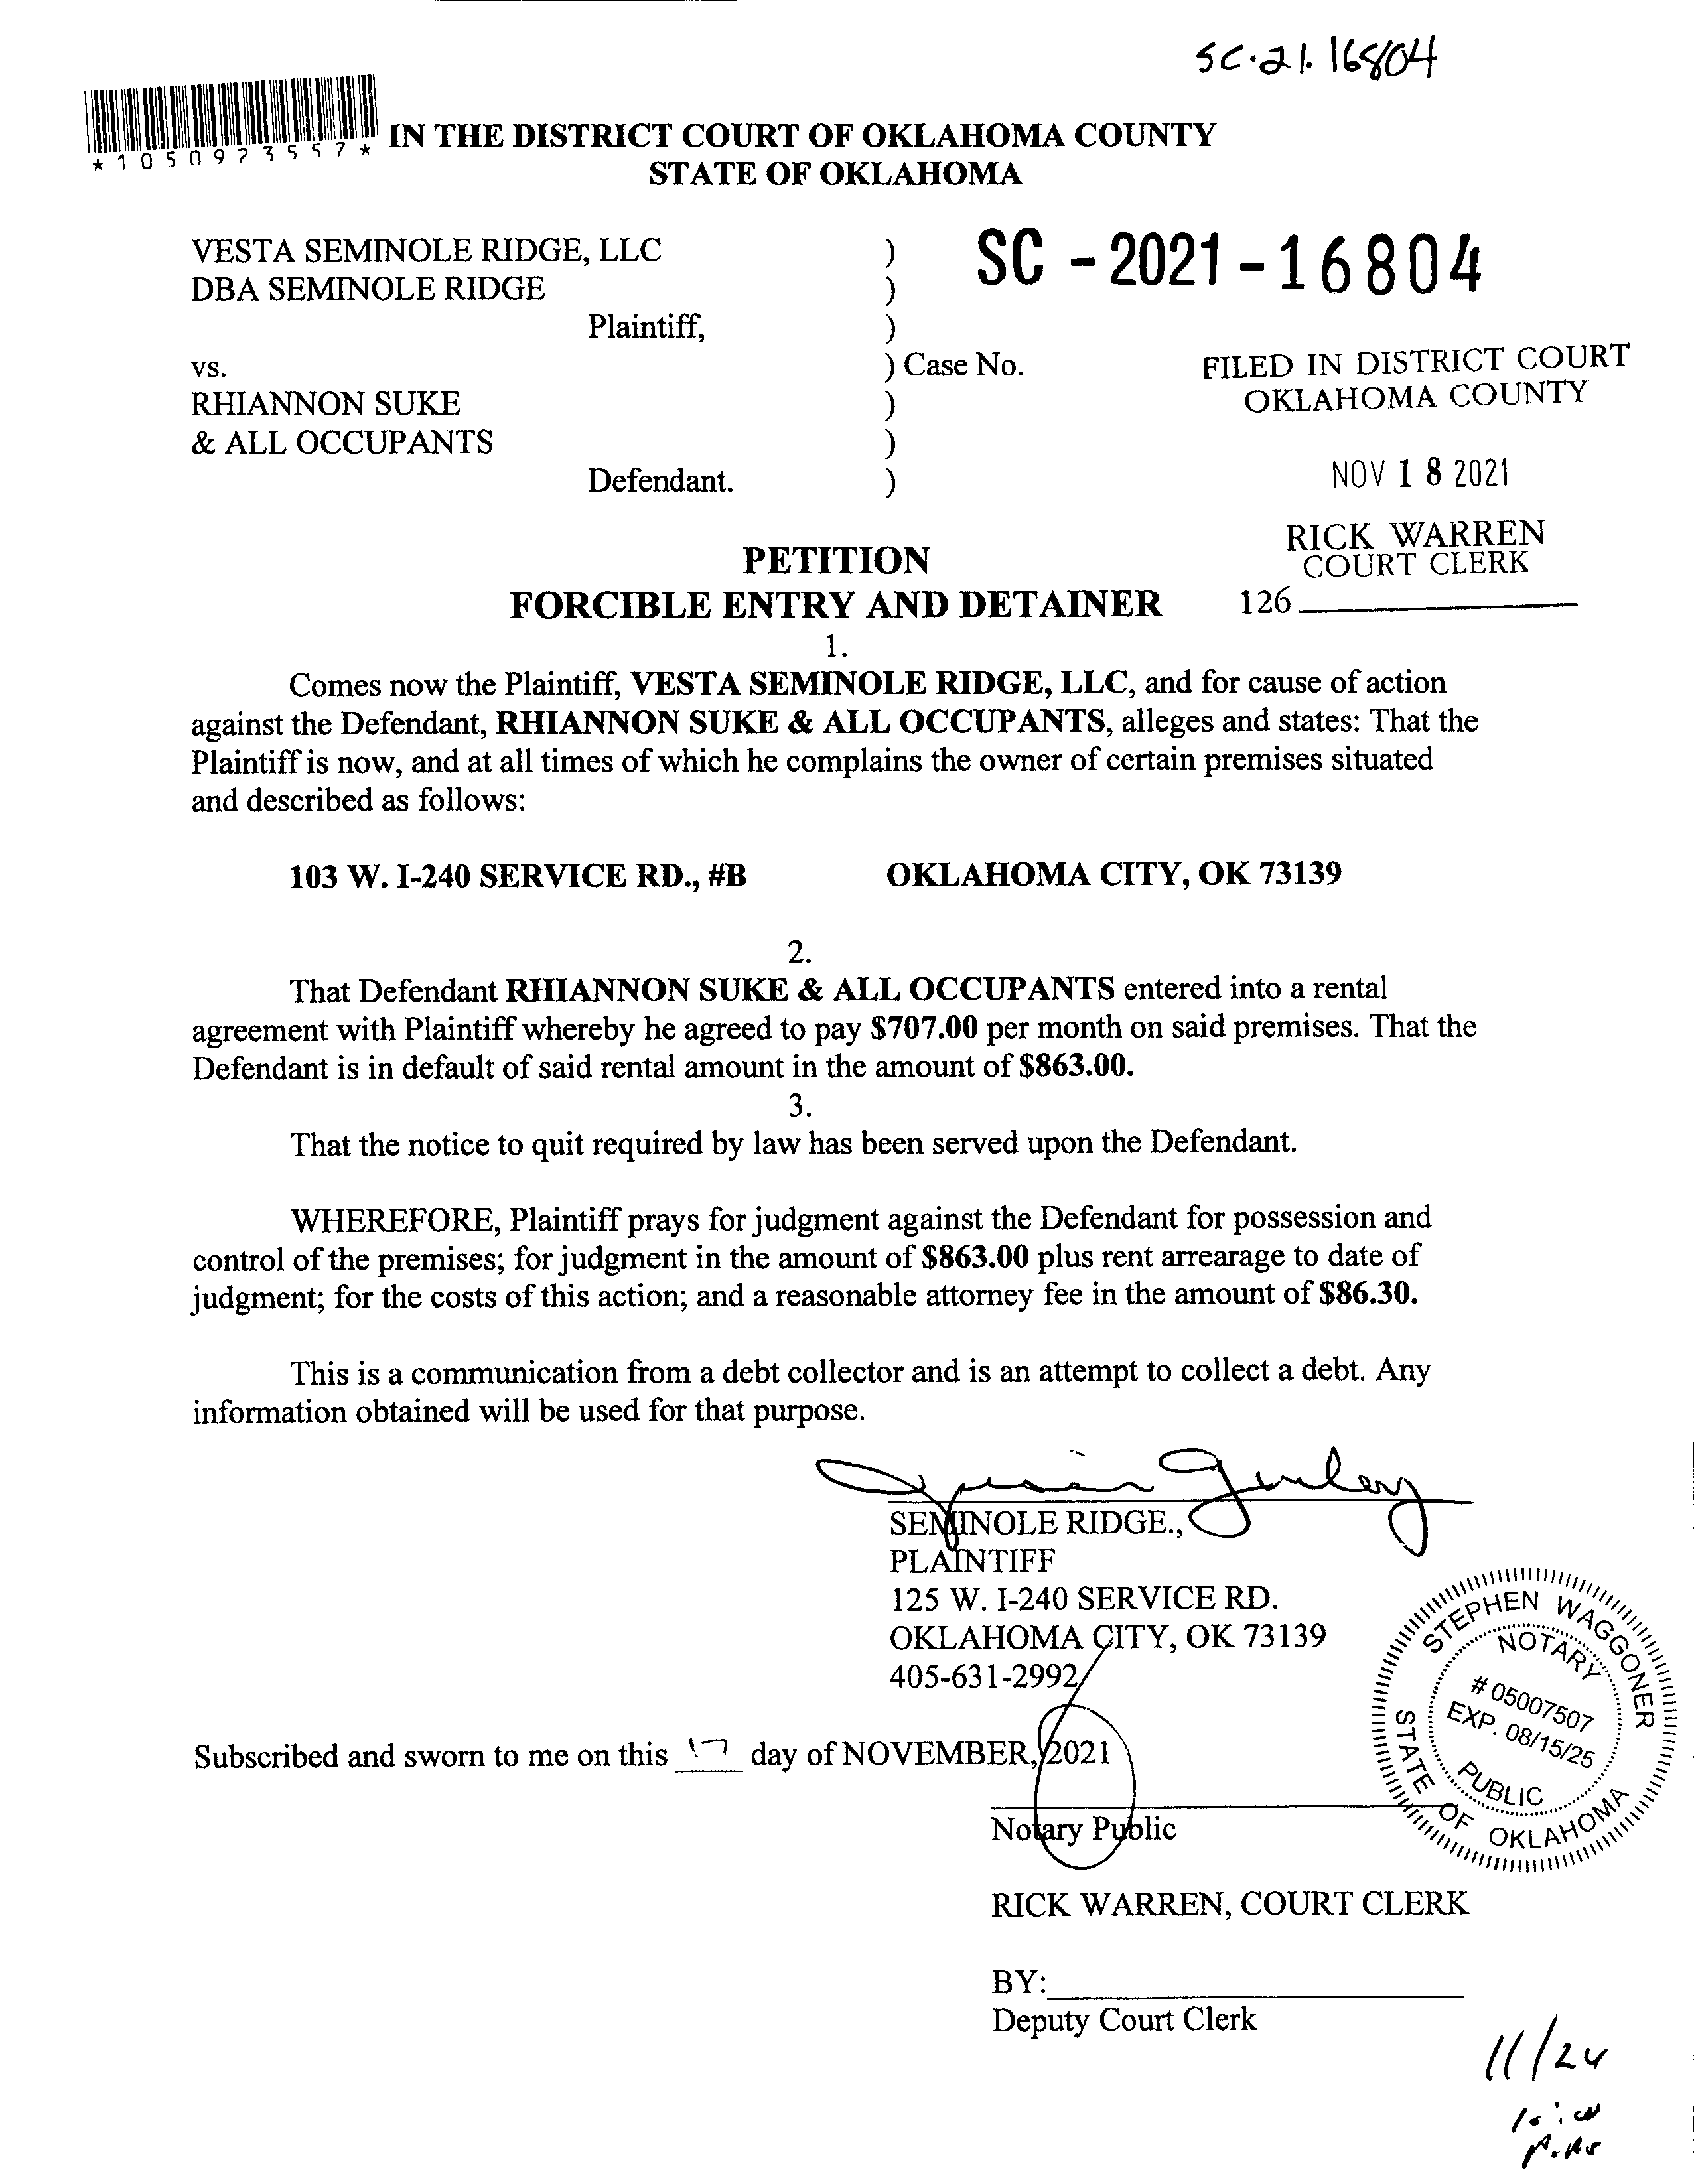 SC-21-16804
*1050923557*
IN THE DISTRICT COURT OF OKLAHOMA COUNTY
STATE OF OKLAHOMA
VESTA SEMINOLE RIDGE, LLC )
DBA SEMINOLE RIDGE )
Plaintiff, )
SC - 2021 - 16804
vs. ) Case No.
RHIANNON SUKE )
& ALL OCCUPANTS )
Defendant. )
FILED IN DISTRICT COURT
OKLAHOMA COUNTY
NOV 18 2021
RICK WARREN
COURT CLERK
126
PETITION
FORCIBLE ENTRY AND DETAINER
1.
Comes now the Plaintiff, VESTA SEMINOLE RIDGE, LLC, and for cause of action
against the Defendant, RHIANNON SUKE & ALL OCCUPANTS, alleges and states: That the
Plaintiff is now, and at all times of which he complains the owner of certain premises situated
and described as follows:
103 W. I-240 SERVICE RD., #B OKLAHOMA CITY, OK 73139
2.
That Defendant RHIANNON SUKE & ALL OCCUPANTS entered into a rental
agreement with Plaintiff whereby he agreed to pay $707.00 per month on said premises. That the
Defendant is in default of said rental amount in the amount of $863.00.
3.
That the notice to quit required by law has been served upon the Defendant.
WHEREFORE, Plaintiff prays for judgment against the Defendant for possession and
control of the premises; for judgment in the amount of $863.00 plus rent arrearage to date of
judgment; for the costs of this action; and a reasonable attorney fee in the amount of $86.30.
This is a communication from a debt collector and is an attempt to collect a debt. Any
information obtained will be used for that purpose.
SEMINOLE RIDGE.,
PLAINTIFF
125 W. I-240 SERVICE RD.
OKLAHOMA CITY, OK 73139
405-631-2992
Subscribed and sworn to me on this 17 day of NOVEMBER, 2021
Notary Public
STEPHEN WAGGONER
NOTARY
# 05007507
EXP. 08/15/25
PUBLIC
STATE OF OKLAHOMA
RICK WARREN, COURT CLERK
BY:
Deputy Court Clerk
11/24